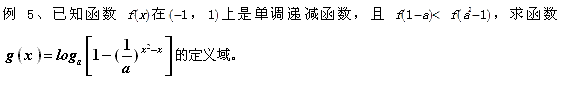 例 5、已知函数 f(x)在(-1，1)上是单调递减函数，且 f(1-a)< f(a²-1)，求函数
g(x)=logₐ[1-(1/a)^(x²-x)]的定义域。